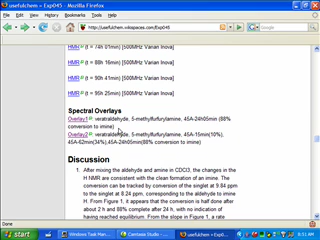 usefulchem » Exp045 - Mozilla Firefox
File Edit View History Bookmarks Tools Help
http://usefulchem.wikispaces.com/Exp045
HMR (t = 74h 01m) [500MHz Varian Inova]
HMR (t = 88h 16m) [500MHz Varian Inova]
HMR (t = 90h 41m) [500MHz Varian Inova]
HMR (t = 95h 25m) [500MHz Varian Inova]
Spectral Overlays
Overlay1: veratraldehyde, 5-methylfurfurylamine, 45A-24h05min (88%
conversion to imine)
Overlay2: veratraldehyde, 5-methylfurfurylamine, 45A-15min(10%),
45A-62min(34%),45A-24h05min(88% conversion to imine)
Discussion
1. After mixing the aldehyde and amine in CDCl3, the changes in
the H NMR are consistent with the clean formation of an imine. The
conversion can be tracked by conversion of the singlet at 9.84 ppm
to the singlet at 8.24 ppm, corresponding to the aldehyde to imine
H. From Figure 1, it appears that the conversion is half done after
about 2 h and 88% complete after 24 h, with no indication of
having reached equilibrium. From the slope in Figure 1, a rate
Done
start
Windows Task Man...
Camtasia Studio - ...
usefulchem » Exp0...
8:51 AM